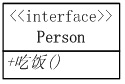 <<interface>>
Person
+吃饭()